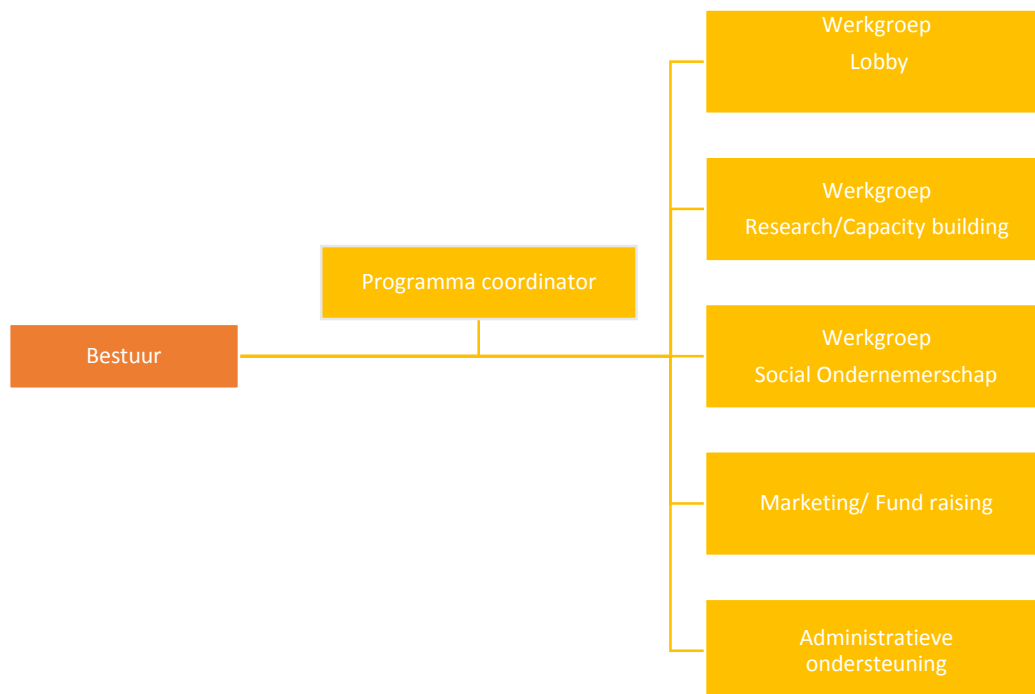 Bestuur
Programma coordinator
Werkgroep
Lobby
Werkgroep
Research/Capacity building
Werkgroep
Social Ondernemerschap
Marketing/ Fund raising
Administratieve
ondersteuning